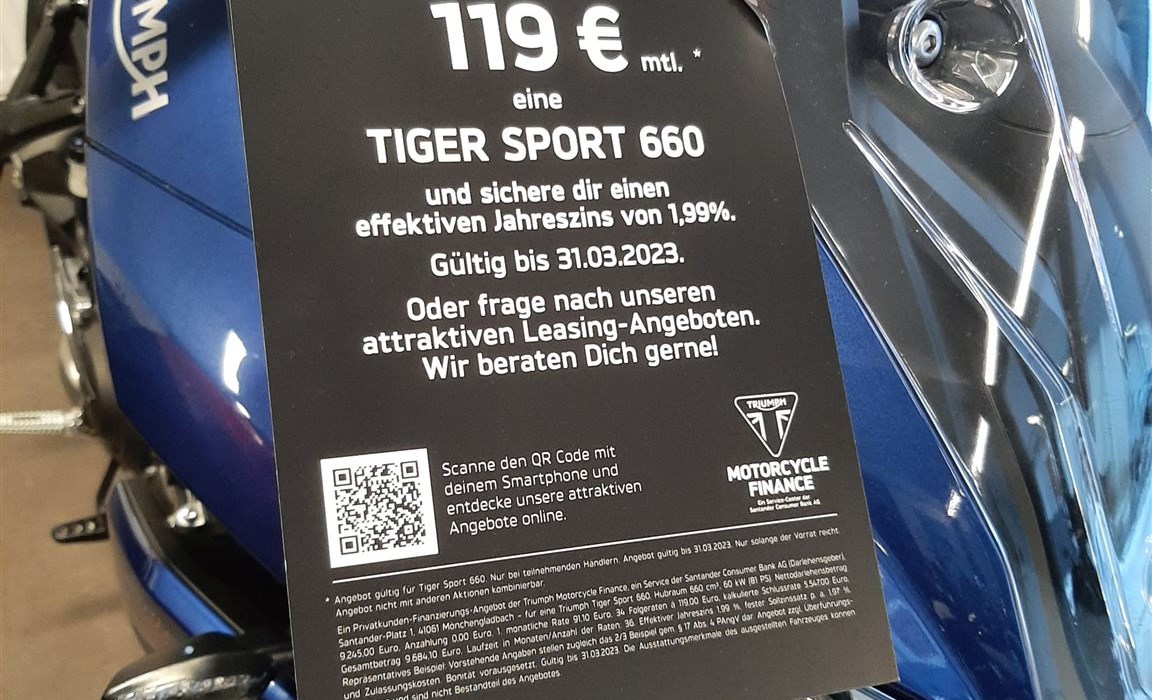 MPH
119 € mtl. *
eine
TIGER SPORT 660
und sichere dir einen
effektiven Jahreszins von 1,99%.
Gültig bis 31.03.2023.
Oder frage nach unseren
attraktiven Leasing-Angeboten.
Wir beraten Dich gerne!
Scanne den QR Code mit
deinem Smartphone und
entdecke unsere attraktiven
Angebote online.
TRIUMPH
MOTORCYCLE
FINANCE
Ein Service-Center der
Santander Consumer Bank AG
* Angebot gültig für Tiger Sport 660. Nur bei teilnehmenden Händlern. Angebot gültig bis 31.03.2023. Nur solange der Vorrat reicht.
Angebot nicht mit anderen Aktionen kombinierbar.
Ein Privatkunden-Finanzierungs-Angebot der Triumph Motorcycle Finance, ein Service der Santander Consumer Bank AG (Darlehensgeber),
Santander-Platz 1, 41061 Mönchengladbach – für eine Triumph Tiger Sport 660, Hubraum 660 cm³, 60 kW (81 PS). Nettodarlehensbetrag
9.245,00 Euro, Anzahlung 0,00 Euro, 1. monatliche Rate 91,10 Euro, 34 Folgeraten à 119,00 Euro, kalkulierte Schlussrate 5.547,00 Euro,
Gesamtbetrag 9.684,10 Euro, Laufzeit in Monaten/Anzahl der Raten: 36. Effektiver Jahreszins 1,99 %, fester Sollzinssatz p. a. 1,97 %.
Repräsentatives Beispiel: Vorstehende Angaben stellen zugleich das 2/3 Beispiel gem. § 17 Abs. 4 PAngV dar. Angebot zzgl. Überführungs-
und Zulassungskosten. Bonität vorausgesetzt. Gültig bis 31.03.2023. Die Ausstattungsmerkmale des ausgestellten Fahrzeuges können
und sind nicht Bestandteil des Angebotes.